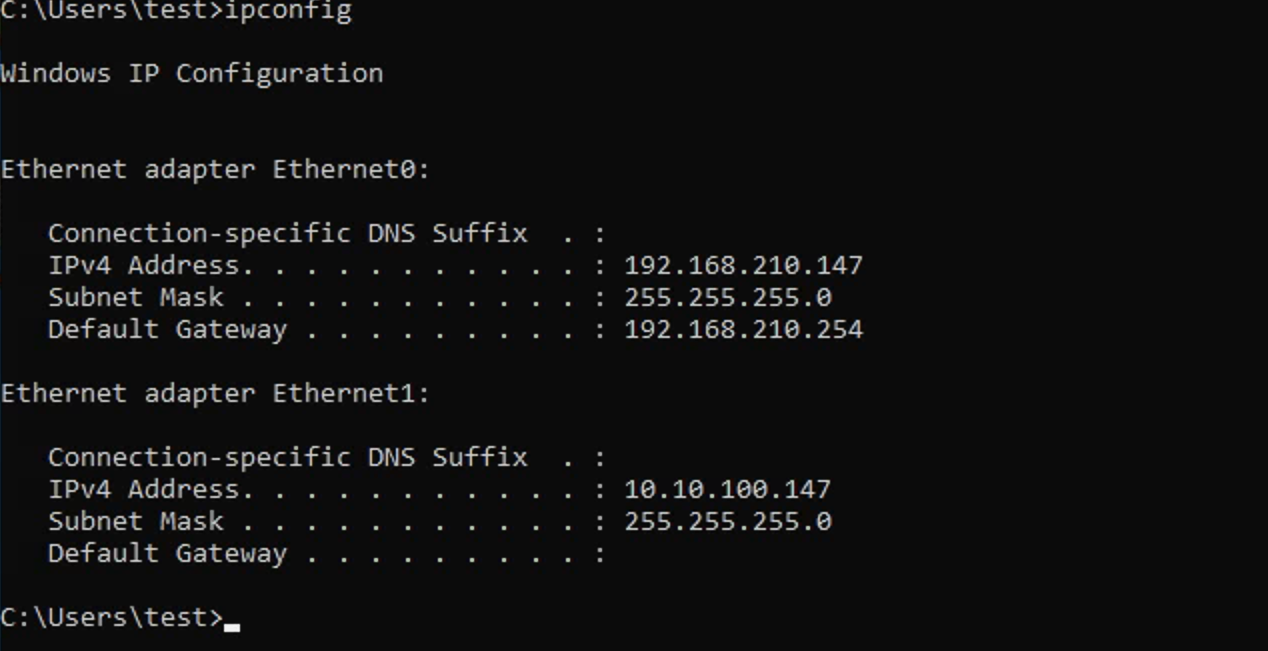 C:\Users\test>ipconfig
Windows IP Configuration
Ethernet adapter Ethernet0:
   Connection-specific DNS Suffix  . :
   IPv4 Address. . . . . . . . . . . : 192.168.210.147
   Subnet Mask . . . . . . . . . . . : 255.255.255.0
   Default Gateway . . . . . . . . . : 192.168.210.254
Ethernet adapter Ethernet1:
   Connection-specific DNS Suffix  . :
   IPv4 Address. . . . . . . . . . . : 10.10.100.147
   Subnet Mask . . . . . . . . . . . : 255.255.255.0
   Default Gateway . . . . . . . . . :
C:\Users\test>